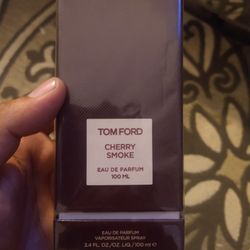 TOM FORD
CHERRY
SMOKE
EAU DE PARFUM
100 ML
EAU DE PARFUM
VAPORISATEUR SPRAY
3.4 FL.OZ./OZ. LIQ./100 ml ℮